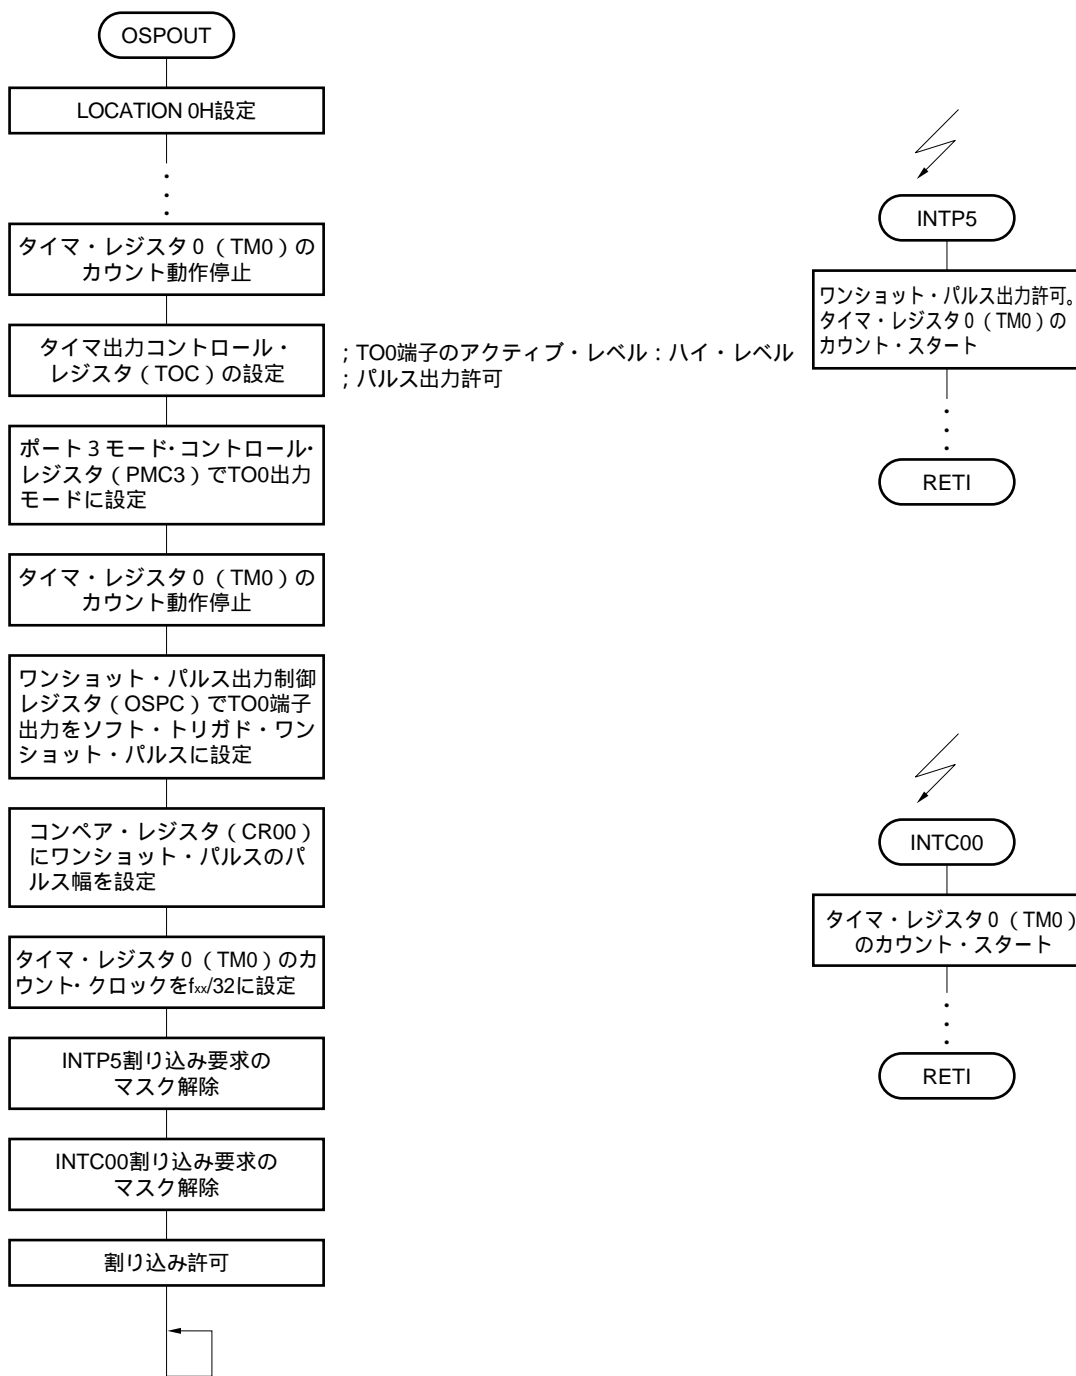 OSPOUT
LOCATION 0H設定
タイマ・レジスタ0（TM0）の
カウント動作停止
タイマ出力コントロール・
レジスタ（TOC）の設定
；TO0端子のアクティブ・レベル：ハイ・レベル
；パルス出力許可
ポート3モード・コントロール・
レジスタ（PMC3）でTO0出力
モードに設定
タイマ・レジスタ0（TM0）の
カウント動作停止
ワンショット・パルス出力制御
レジスタ（OSPC）でTO0端子
出力をソフト・トリガド・ワン
ショット・パルスに設定
コンペア・レジスタ（CR00）
にワンショット・パルスのパ
ルス幅を設定
タイマ・レジスタ0（TM0）のカ
ウント・クロックをfxx/32に設定
INTP5割り込み要求の
マスク解除
INTC00割り込み要求の
マスク解除
割り込み許可
INTP5
ワンショット・パルス出力許可。
タイマ・レジスタ0（TM0）の
カウント・スタート
RETI
INTC00
タイマ・レジスタ0（TM0）
のカウント・スタート
RETI